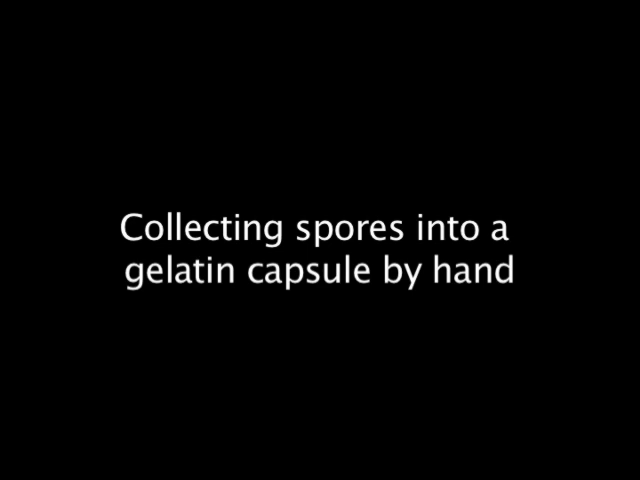 Collecting spores into a
gelatin capsule by hand